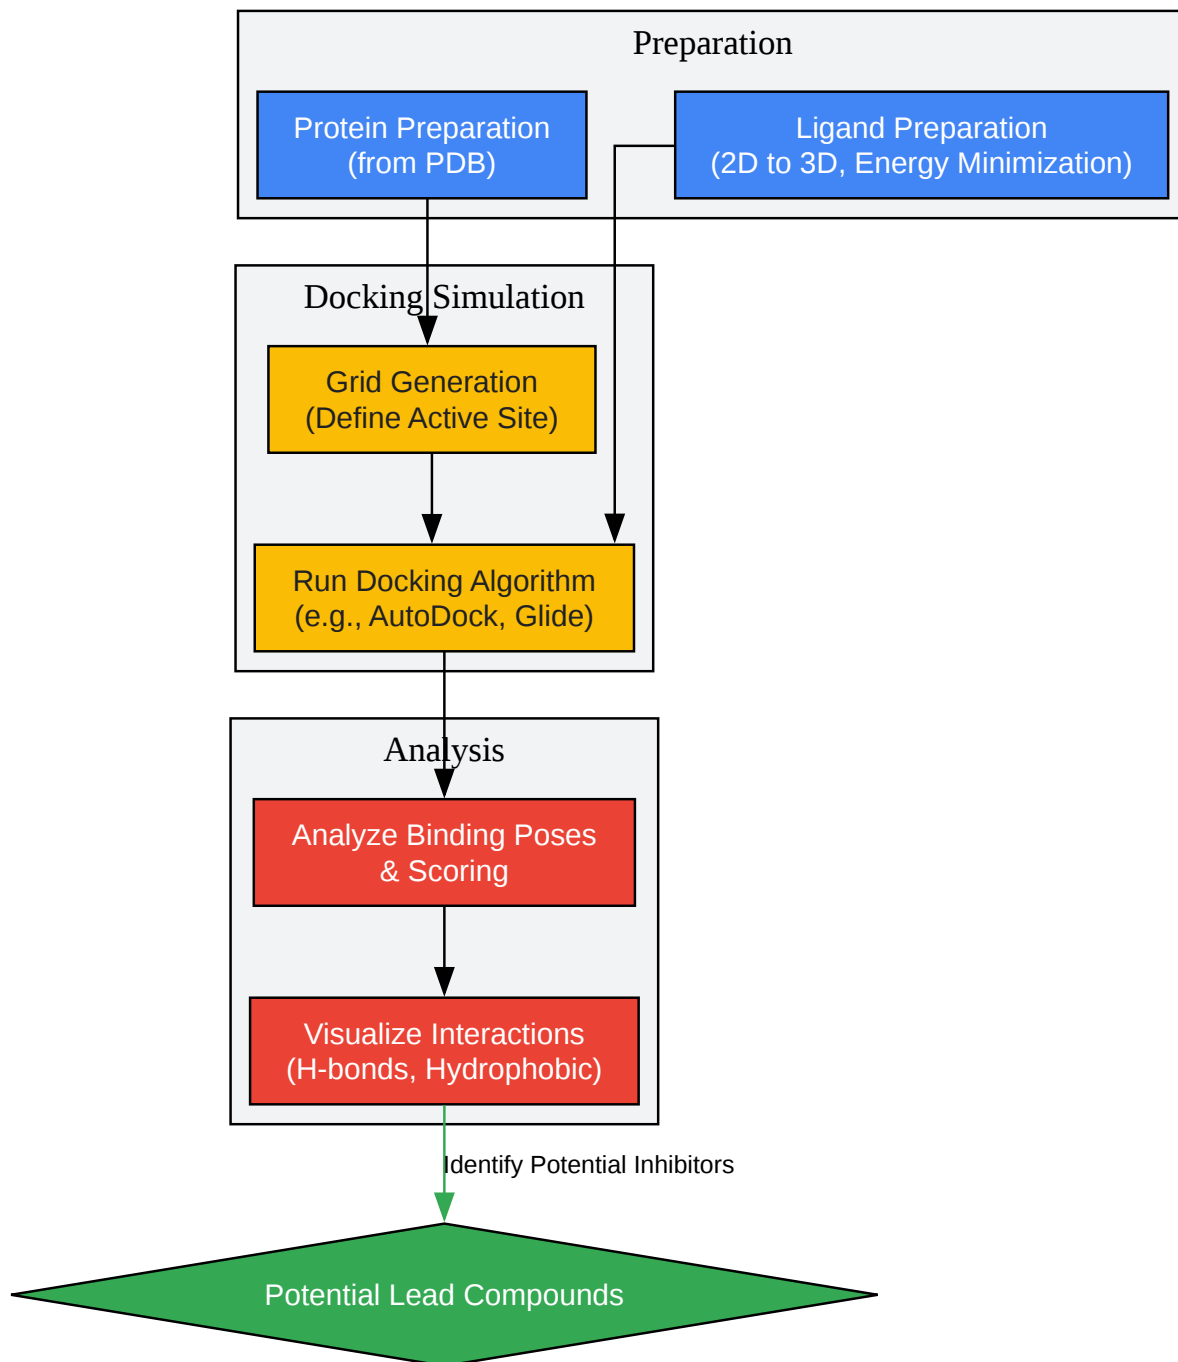 Preparation
Protein Preparation
(from PDB)
Ligand Preparation
(2D to 3D, Energy Minimization)
Docking Simulation
Grid Generation
(Define Active Site)
Run Docking Algorithm
(e.g., AutoDock, Glide)
Analysis
Analyze Binding Poses
& Scoring
Visualize Interactions
(H-bonds, Hydrophobic)
Identify Potential Inhibitors
Potential Lead Compounds